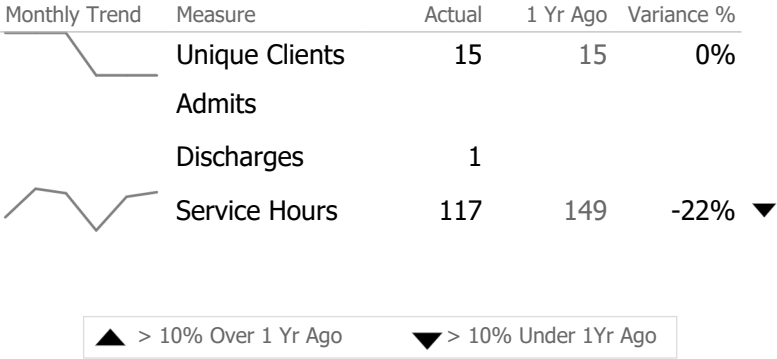 Monthly Trend Measure Actual 1 Yr Ago Variance %
Unique Clients 15 15 0%
Admits
Discharges 1
Service Hours 117 149 -22% ▼
▲ > 10% Over 1 Yr Ago ▼ > 10% Under 1Yr Ago